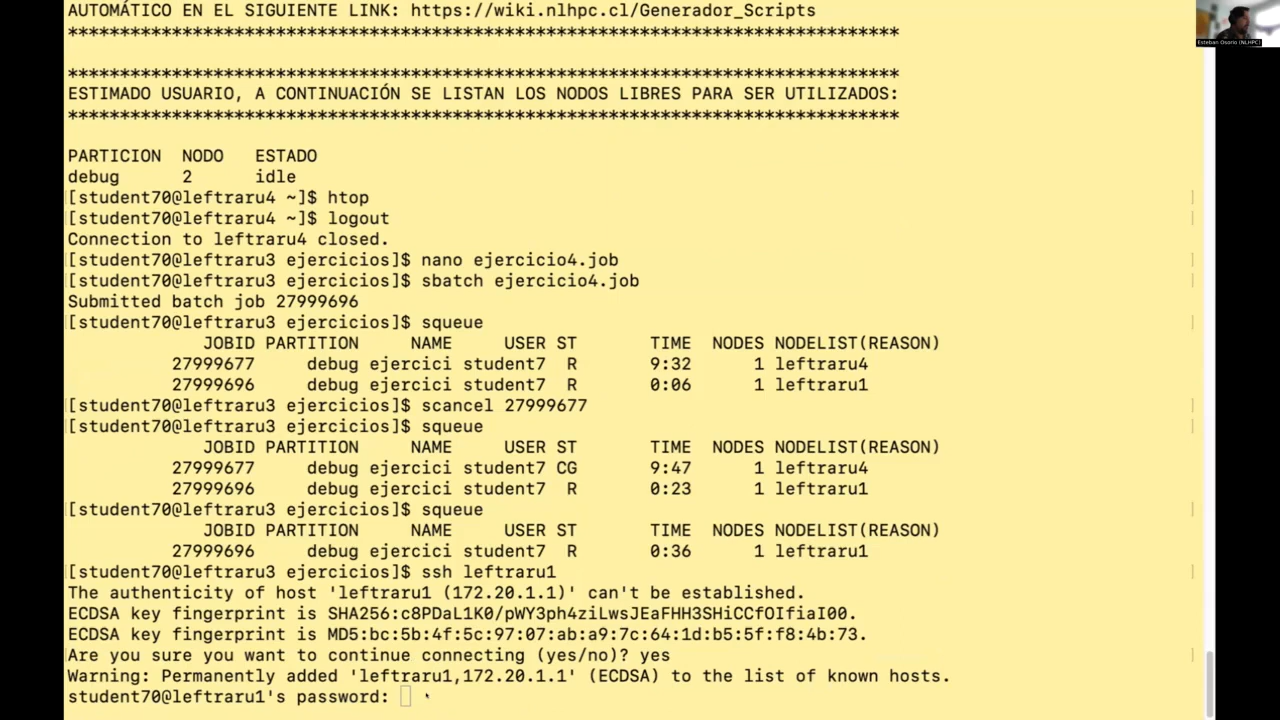 AUTOMÁTICO EN EL SIGUIENTE LINK: https://wiki.nlhpc.cl/Generador_Scripts
********************************************************************************
********************************************************************************
ESTIMADO USUARIO, A CONTINUACIÓN SE LISTAN LOS NODOS LIBRES PARA SER UTILIZADOS:
********************************************************************************
PARTICION  NODO   ESTADO
debug      2      idle
[student70@leftraru4 ~]$ htop
[student70@leftraru4 ~]$ logout
Connection to leftraru4 closed.
[student70@leftraru3 ejercicios]$ nano ejercicio4.job
[student70@leftraru3 ejercicios]$ sbatch ejercicio4.job
Submitted batch job 27999696
[student70@leftraru3 ejercicios]$ squeue
             JOBID PARTITION     NAME     USER ST       TIME  NODES NODELIST(REASON)
          27999677     debug ejercici student7  R       9:32      1 leftraru4
          27999696     debug ejercici student7  R       0:06      1 leftraru1
[student70@leftraru3 ejercicios]$ scancel 27999677
[student70@leftraru3 ejercicios]$ squeue
             JOBID PARTITION     NAME     USER ST       TIME  NODES NODELIST(REASON)
          27999677     debug ejercici student7 CG       9:47      1 leftraru4
          27999696     debug ejercici student7  R       0:23      1 leftraru1
[student70@leftraru3 ejercicios]$ squeue
             JOBID PARTITION     NAME     USER ST       TIME  NODES NODELIST(REASON)
          27999696     debug ejercici student7  R       0:36      1 leftraru1
[student70@leftraru3 ejercicios]$ ssh leftraru1
The authenticity of host 'leftraru1 (172.20.1.1)' can't be established.
ECDSA key fingerprint is SHA256:c8PDaL1K0/pWY3ph4ziLwsJEaFHH3SHiCCfOIfiaI00.
ECDSA key fingerprint is MD5:bc:5b:4f:5c:97:07:ab:a9:7c:64:1d:b5:5f:f8:4b:73.
Are you sure you want to continue connecting (yes/no)? yes
Warning: Permanently added 'leftraru1,172.20.1.1' (ECDSA) to the list of known hosts.
student70@leftraru1's password:
Esteban Osorio (NLHPC)